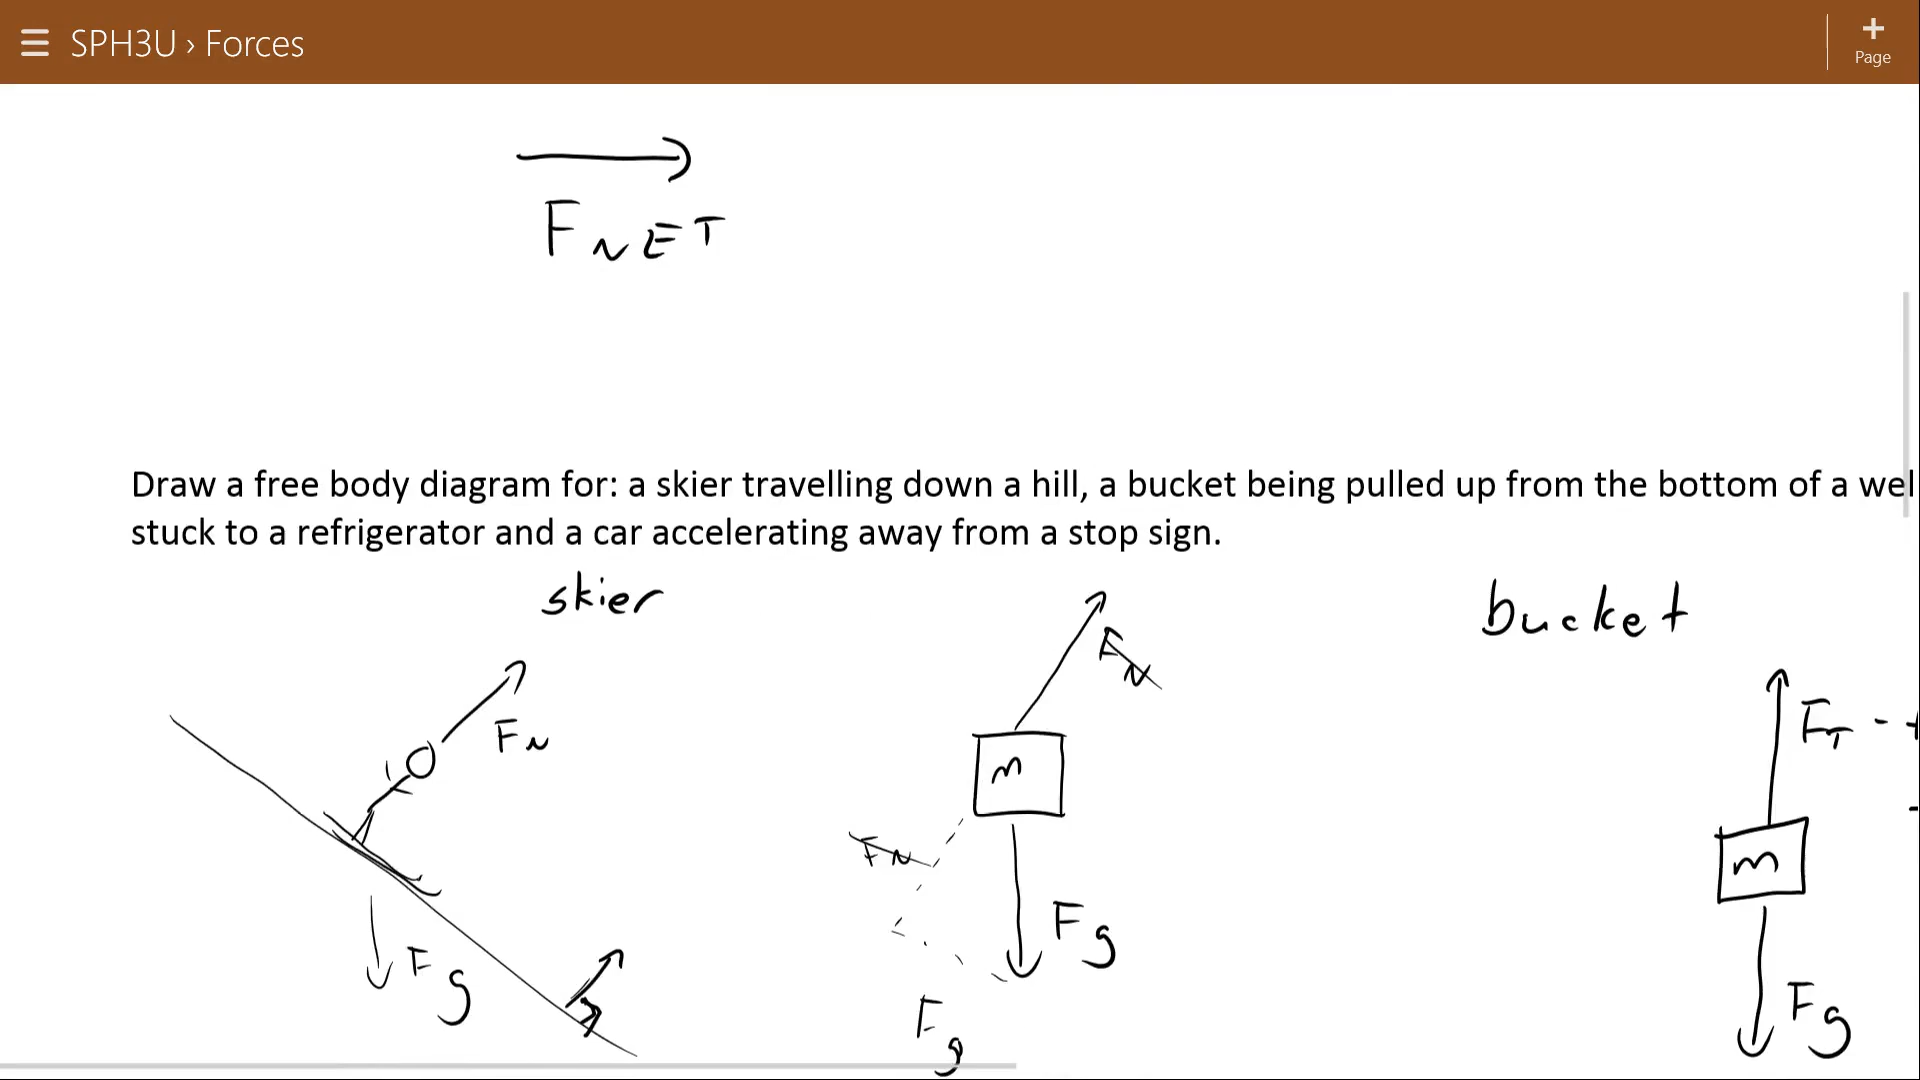 SPH3U › Forces
+
Page
F NET
Draw a free body diagram for: a skier travelling down a hill, a bucket being pulled up from the bottom of a wel
stuck to a refrigerator and a car accelerating away from a stop sign.
skier
bucket
FN
FT -
FN
m
FN
m
Fg
Fg
Fg
Fg